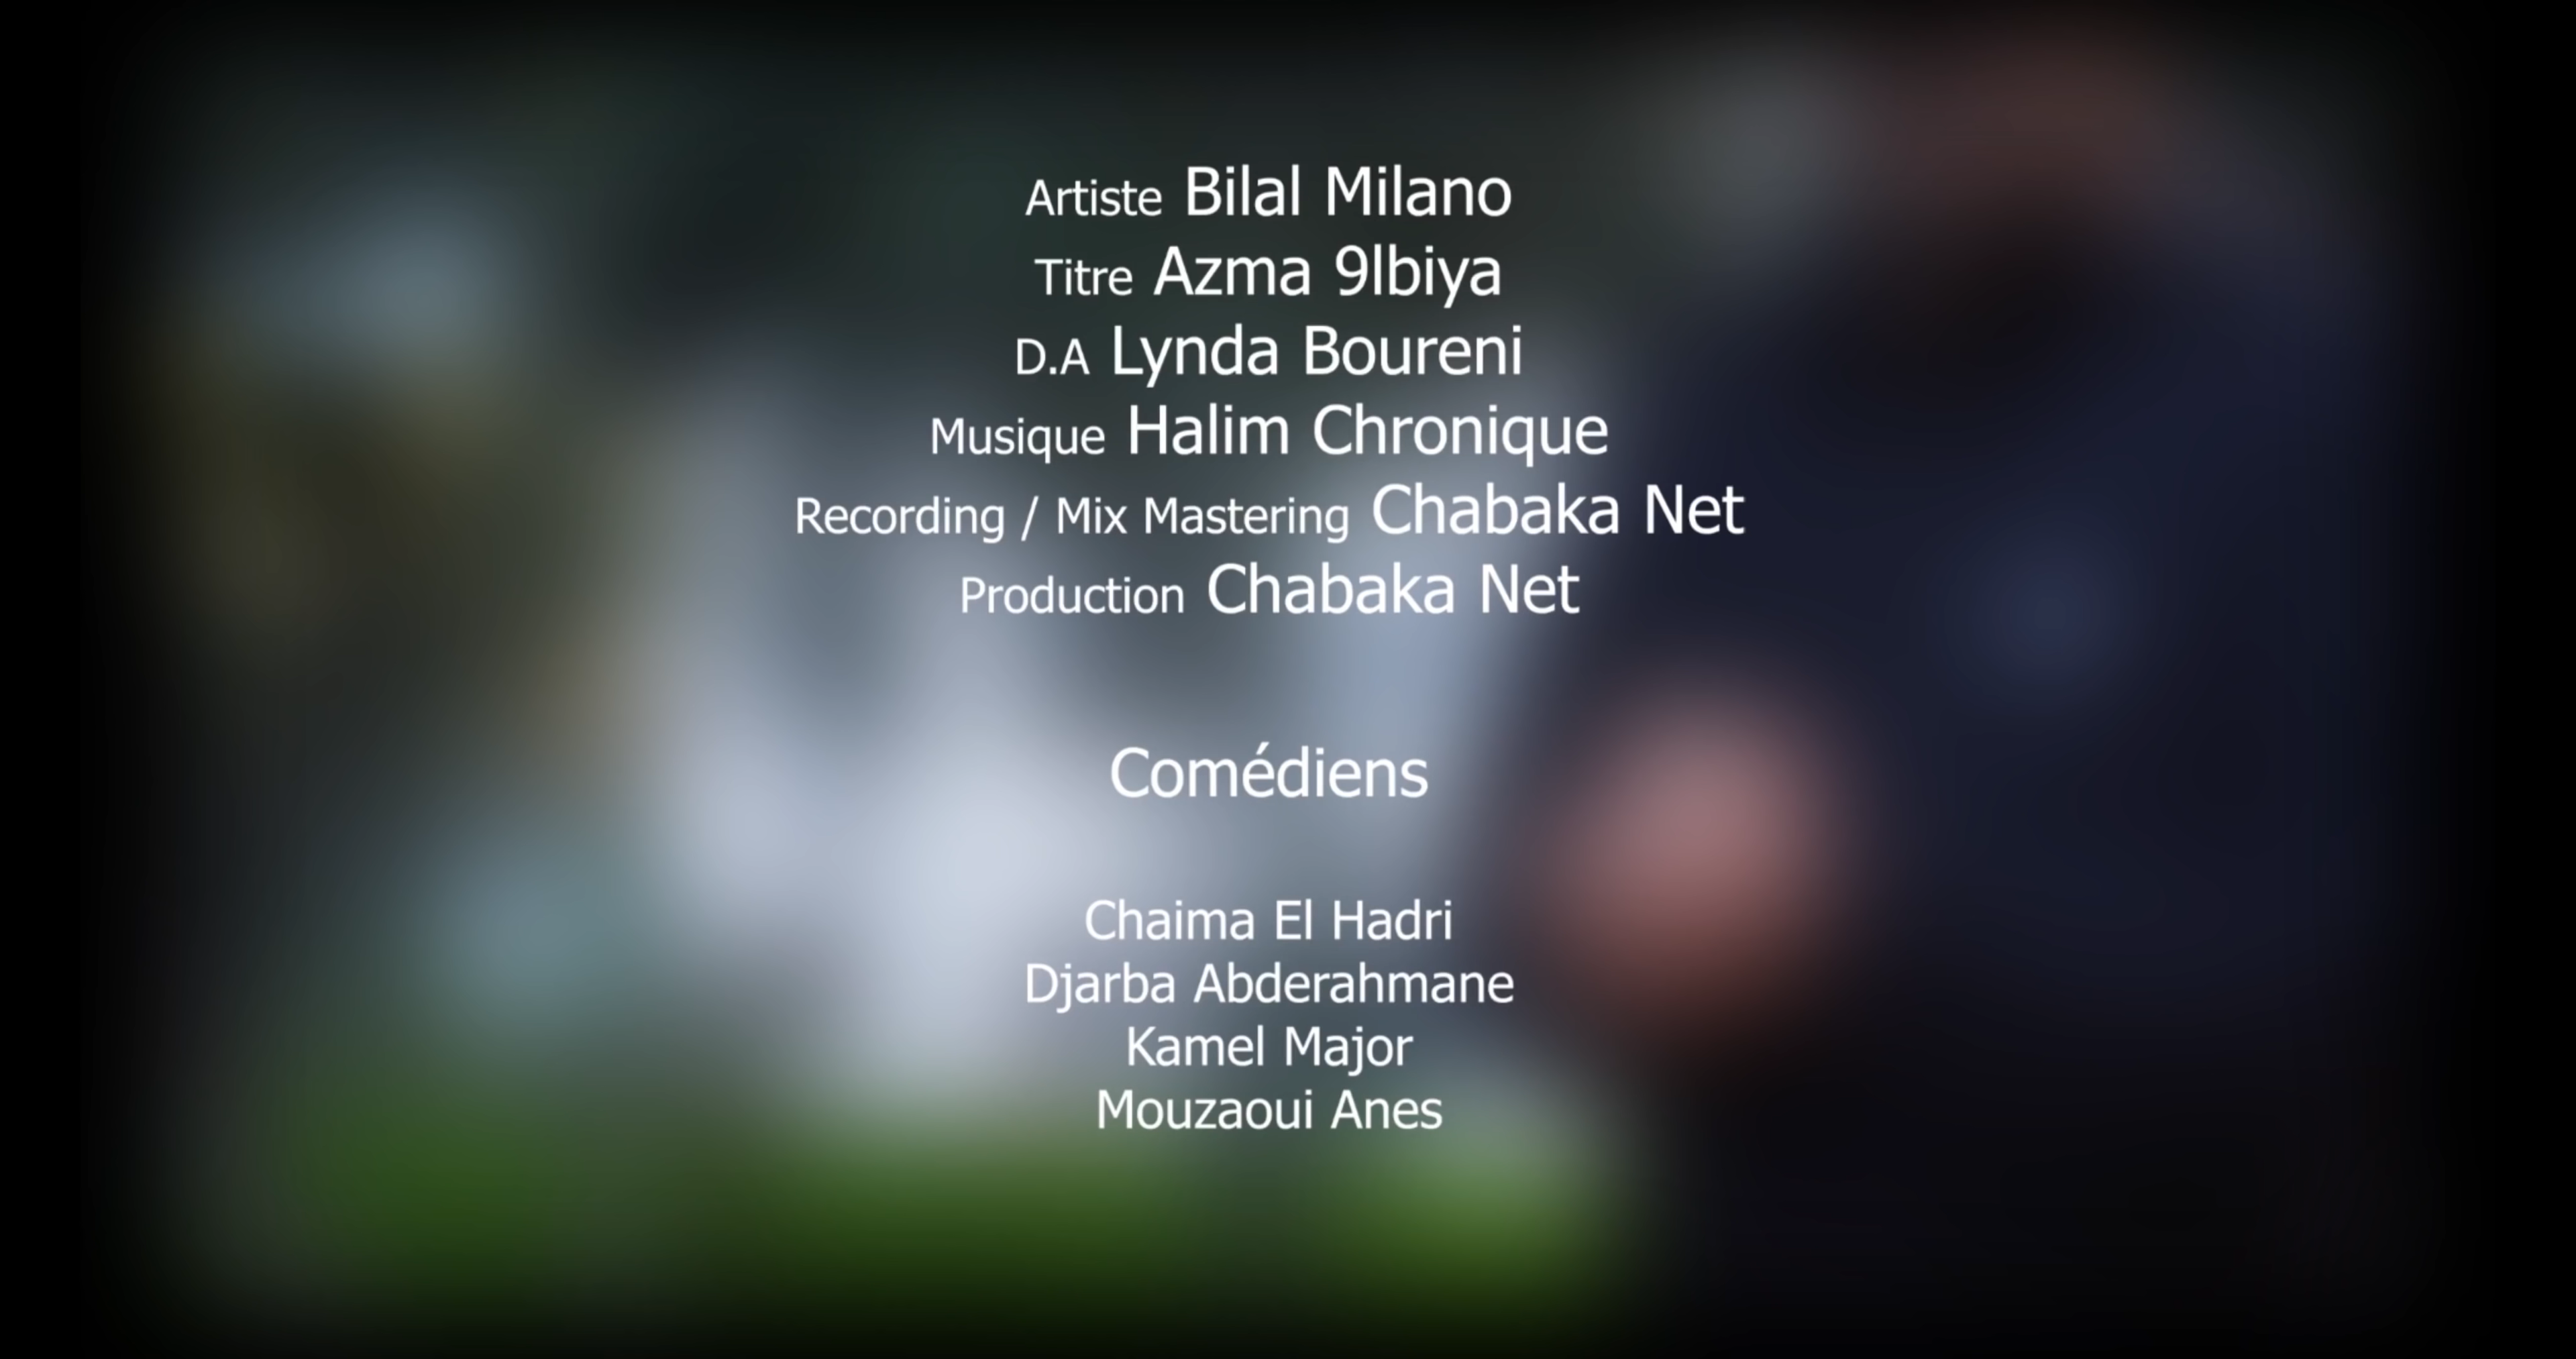 Artiste Bilal Milano
Titre Azma 9lbiya
D.A Lynda Boureni
Musique Halim Chronique
Recording / Mix Mastering Chabaka Net
Production Chabaka Net
Comédiens
Chaima El Hadri
Djarba Abderahmane
Kamel Major
Mouzaoui Anes